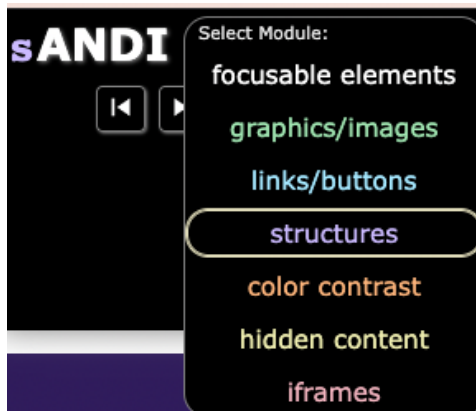 sANDI
Select Module:
focusable elements
graphics/images
links/buttons
structures
color contrast
hidden content
iframes